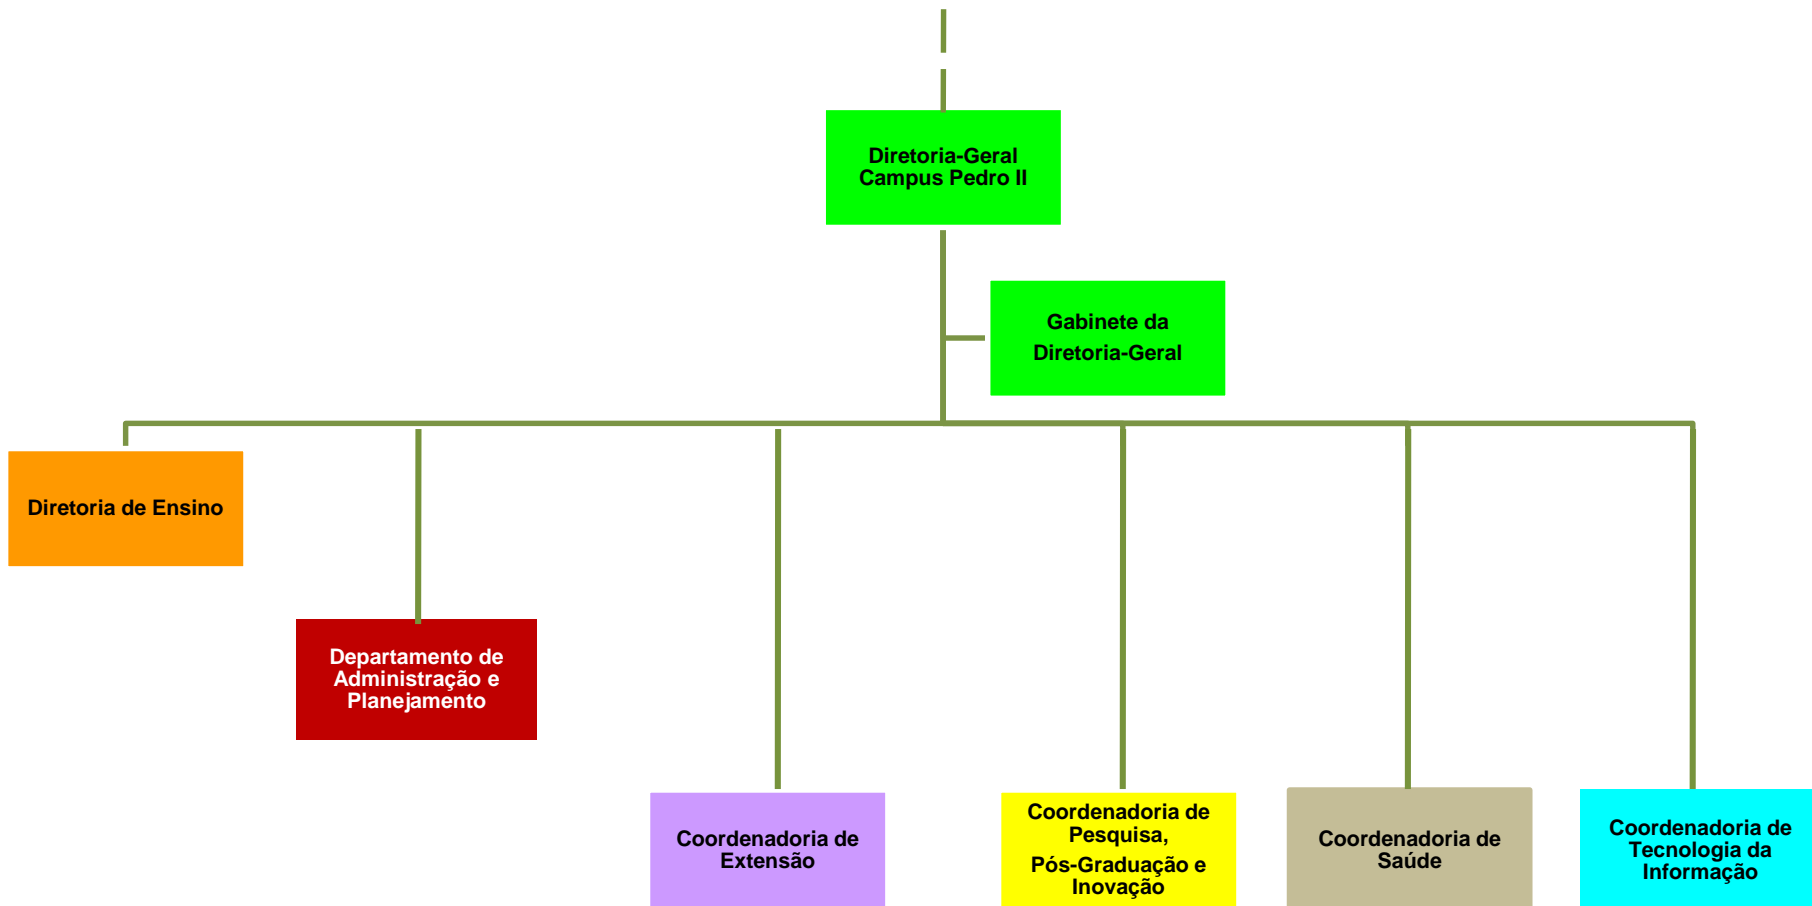 Diretoria-Geral
Campus Pedro II
Gabinete da
Diretoria-Geral
Diretoria de Ensino
Departamento de
Administração e
Planejamento
Coordenadoria de
Extensão
Coordenadoria de
Pesquisa,
Pós-Graduação e
Inovação
Coordenadoria de
Saúde
Coordenadoria de
Tecnologia da
Informação